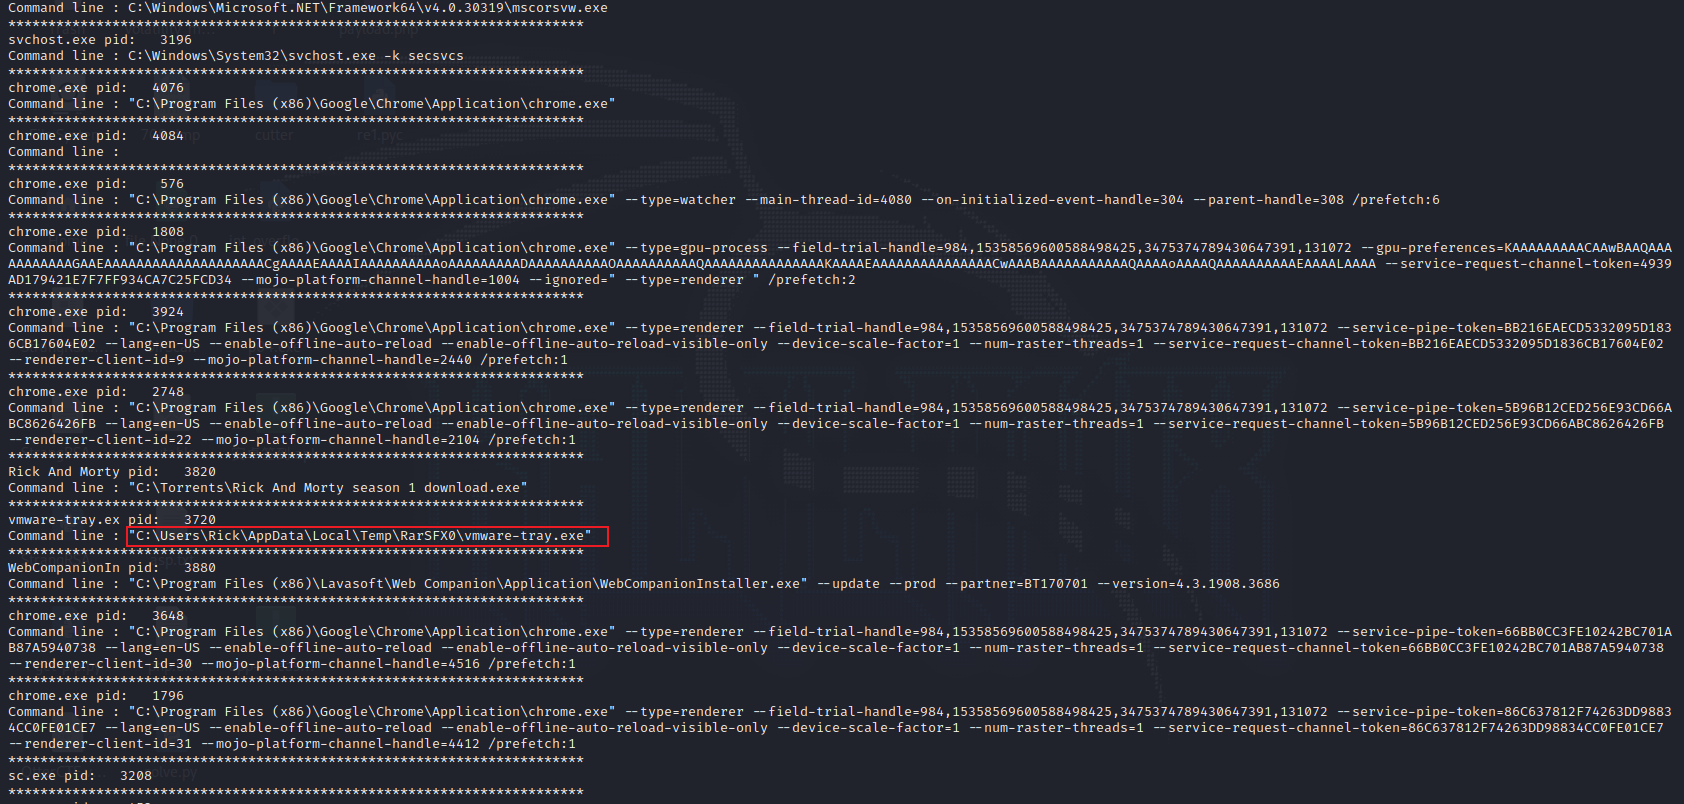 Command line : C:\Windows\Microsoft.NET\Framework64\v4.0.30319\mscorsvw.exe
************************************************************************
svchost.exe pid:   3196
Command line : C:\Windows\System32\svchost.exe -k secsvcs
************************************************************************
chrome.exe pid:   4076
Command line : "C:\Program Files (x86)\Google\Chrome\Application\chrome.exe"
************************************************************************
chrome.exe pid:   4084
Command line :
************************************************************************
chrome.exe pid:    576
Command line : "C:\Program Files (x86)\Google\Chrome\Application\chrome.exe" --type=watcher --main-thread-id=4080 --on-initialized-event-handle=304 --parent-handle=308 /prefetch:6
************************************************************************
chrome.exe pid:   1808
Command line : "C:\Program Files (x86)\Google\Chrome\Application\chrome.exe" --type=gpu-process --field-trial-handle=984,15358569600588498425,3475374789430647391,131072 --service-request-channel-token=4939
AD179421E7F7FF934CA7C25FCD34 --mojo-platform-channel-handle=1004 --ignored=" --type=renderer " /prefetch:2
************************************************************************
chrome.exe pid:   3924
Command line : "C:\Program Files (x86)\Google\Chrome\Application\chrome.exe" --type=renderer --field-trial-handle=984,15358569600588498425,3475374789430647391,131072 --service-pipe-token=BB216EAECD5332095D183
6CB17604E02 --lang=en-US --enable-offline-auto-reload --enable-offline-auto-reload-visible-only --device-scale-factor=1 --num-raster-threads=1 --service-request-channel-token=BB216EAECD5332095D1836CB17604E02
--renderer-client-id=9 --mojo-platform-channel-handle=2440 /prefetch:1
************************************************************************
chrome.exe pid:   2748
Command line : "C:\Program Files (x86)\Google\Chrome\Application\chrome.exe" --type=renderer --field-trial-handle=984,15358569600588498425,3475374789430647391,131072 --service-pipe-token=5B96B12CED256E93CD66A
BC8626426FB --lang=en-US --enable-offline-auto-reload --enable-offline-auto-reload-visible-only --device-scale-factor=1 --num-raster-threads=1 --service-request-channel-token=5B96B12CED256E93CD66ABC8626426FB
--renderer-client-id=22 --mojo-platform-channel-handle=2104 /prefetch:1
************************************************************************
Rick And Morty pid:   3820
Command line : "C:\Torrents\Rick And Morty season 1 download.exe"
************************************************************************
vmware-tray.ex pid:   3720
Command line : "C:\Users\Rick\AppData\Local\Temp\RarSFX0\vmware-tray.exe"
************************************************************************
WebCompanionIn pid:   3880
Command line : "C:\Program Files (x86)\Lavasoft\Web Companion\Application\WebCompanionInstaller.exe" --update --prod --partner=BT170701 --version=4.3.1908.3686
************************************************************************
chrome.exe pid:   3648
Command line : "C:\Program Files (x86)\Google\Chrome\Application\chrome.exe" --type=renderer --field-trial-handle=984,15358569600588498425,3475374789430647391,131072 --service-pipe-token=66BB0CC3FE10242BC701A
B87A5940738 --lang=en-US --enable-offline-auto-reload --enable-offline-auto-reload-visible-only --device-scale-factor=1 --num-raster-threads=1 --service-request-channel-token=66BB0CC3FE10242BC701AB87A5940738
--renderer-client-id=30 --mojo-platform-channel-handle=4516 /prefetch:1
************************************************************************
chrome.exe pid:   1796
Command line : "C:\Program Files (x86)\Google\Chrome\Application\chrome.exe" --type=renderer --field-trial-handle=984,15358569600588498425,3475374789430647391,131072 --service-pipe-token=86C637812F74263DD9883
4CC0FE01CE7 --lang=en-US --enable-offline-auto-reload --enable-offline-auto-reload-visible-only --device-scale-factor=1 --num-raster-threads=1 --service-request-channel-token=86C637812F74263DD98834CC0FE01CE7
--renderer-client-id=31 --mojo-platform-channel-handle=4412 /prefetch:1
************************************************************************
sc.exe pid:   3208
************************************************************************